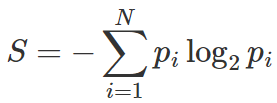 S = − ∑_{i=1}^{N} p_i log_2 p_i